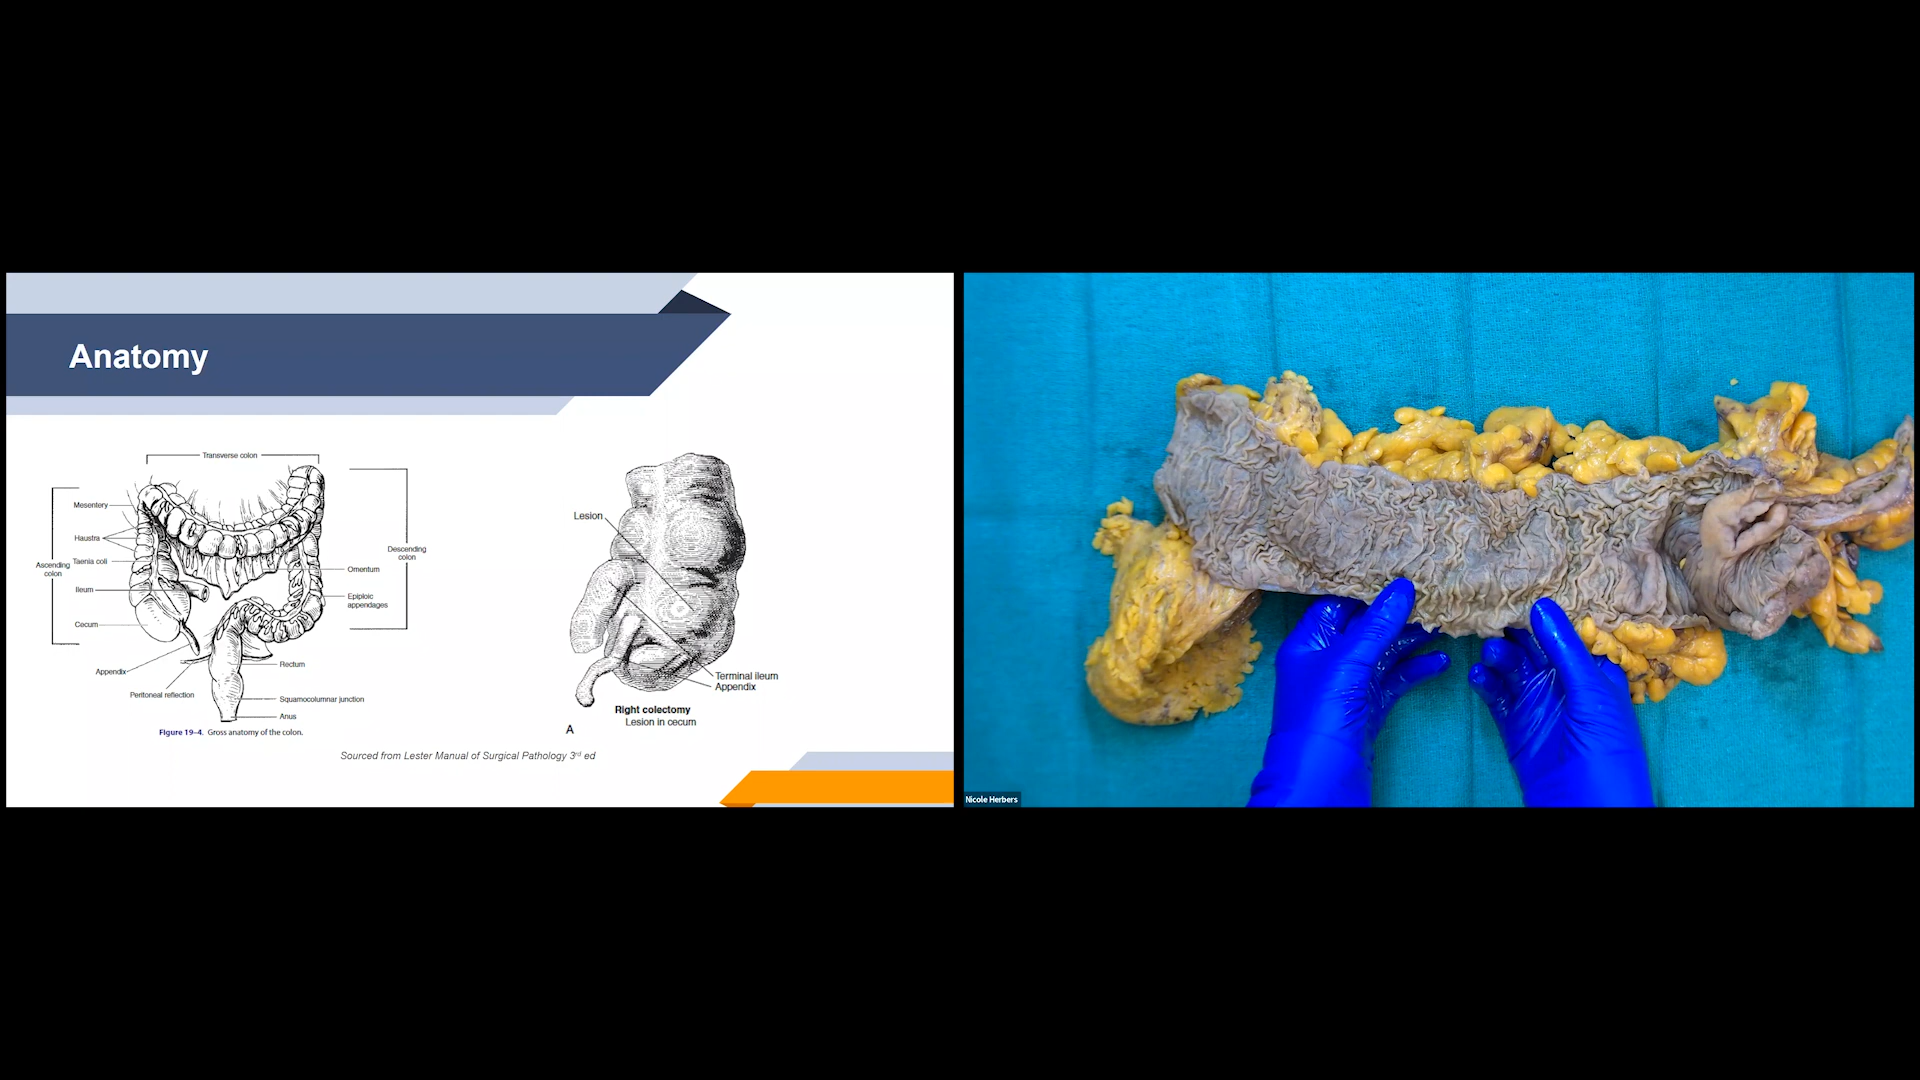 Anatomy
Transverse colon
Mesentery
Haustra
Taenia coli
Ascending
colon
Ileum
Cecum
Appendix
Peritoneal reflection
Descending
colon
Omentum
Epiploic
appendages
Rectum
Squamocolumnar junction
Anus
Figure 19-4. Gross anatomy of the colon.
Lesion
Terminal ileum
Appendix
Right colectomy
Lesion in cecum
A
Sourced from Lester Manual of Surgical Pathology 3rd ed
Nicole Herbers